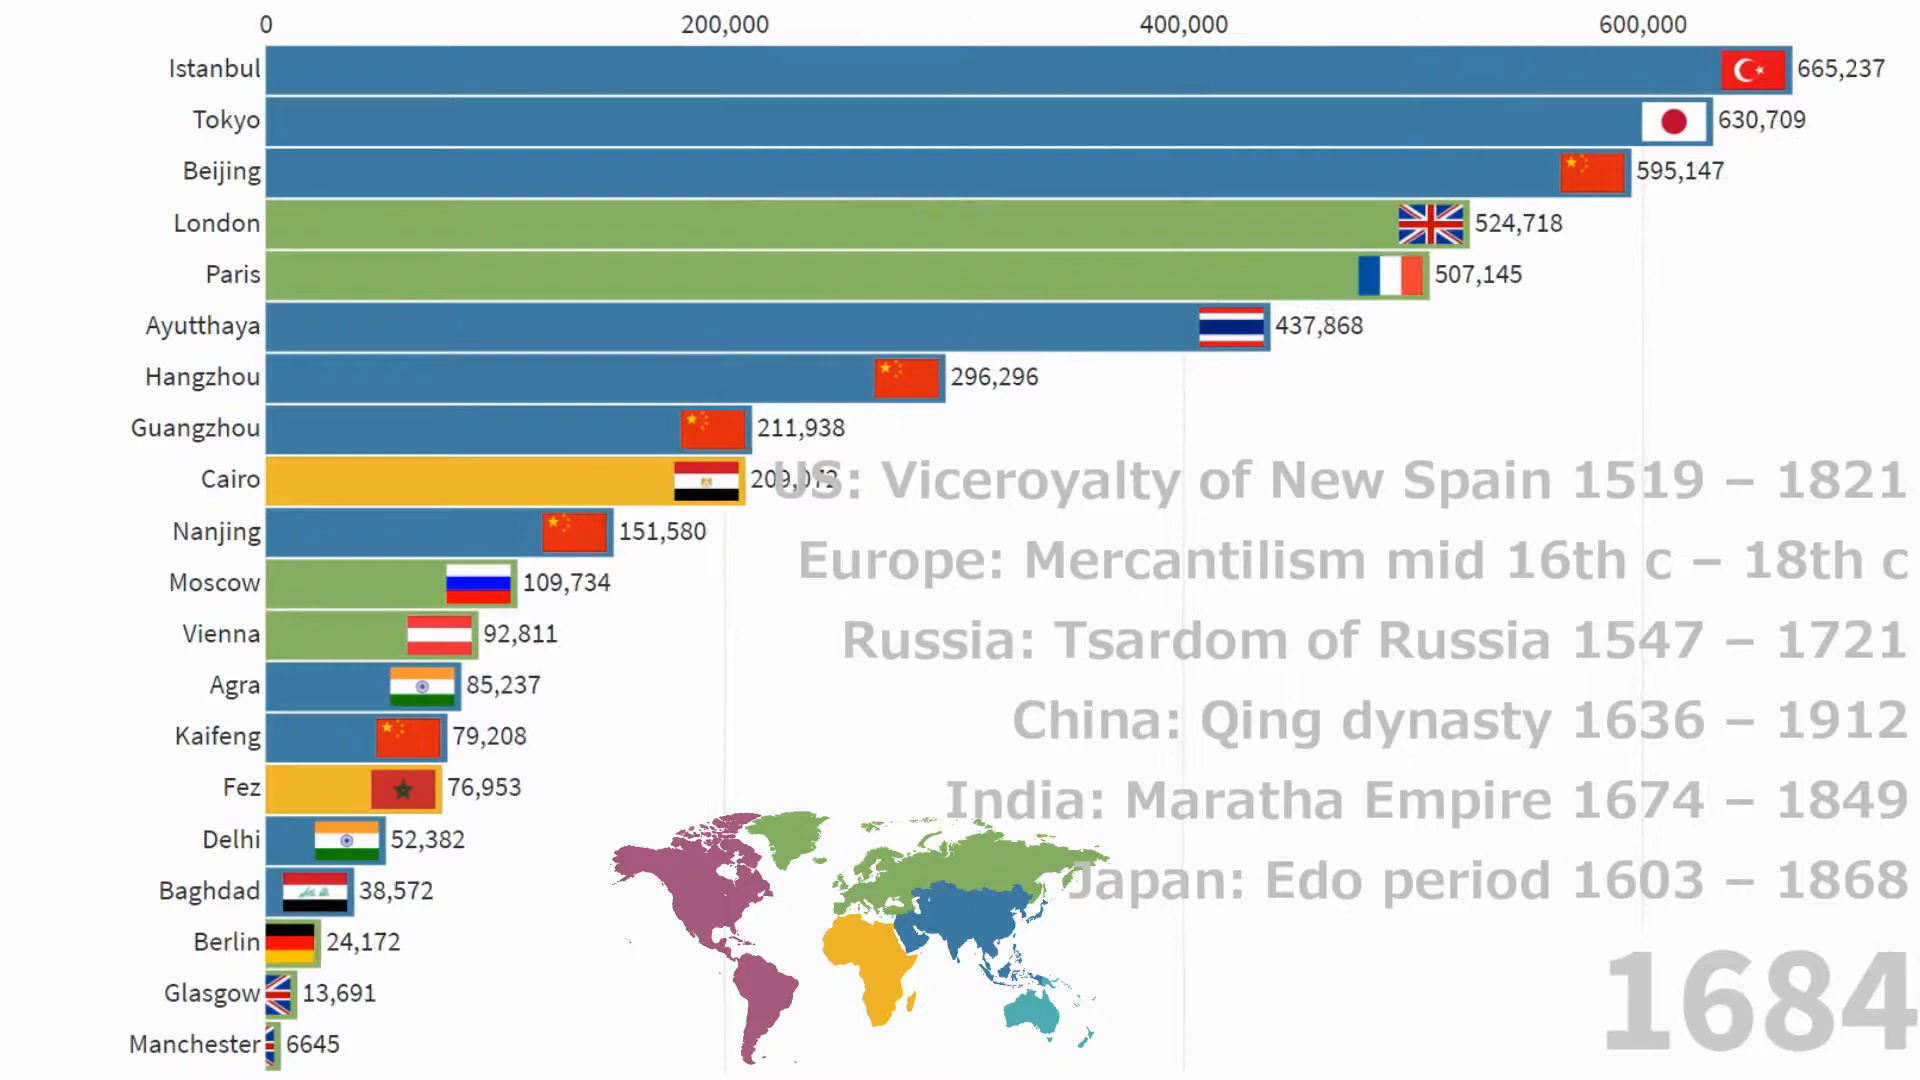 0 200,000 400,000 600,000
Istanbul 665,237
Tokyo 630,709
Beijing 595,147
London 524,718
Paris 507,145
Ayutthaya 437,868
Hangzhou 296,296
Guangzhou 211,938
Cairo 209,072
US: Viceroyalty of New Spain 1519 – 1821
Nanjing 151,580
Europe: Mercantilism mid 16th c – 18th c
Moscow 109,734
Vienna 92,811
Russia: Tsardom of Russia 1547 – 1721
Agra 85,237
Kaifeng 79,208
China: Qing dynasty 1636 – 1912
Fez 76,953
India: Maratha Empire 1674 – 1849
Delhi 52,382
Baghdad 38,572
Japan: Edo period 1603 – 1868
Berlin 24,172
Glasgow 13,691
1684
Manchester 6645